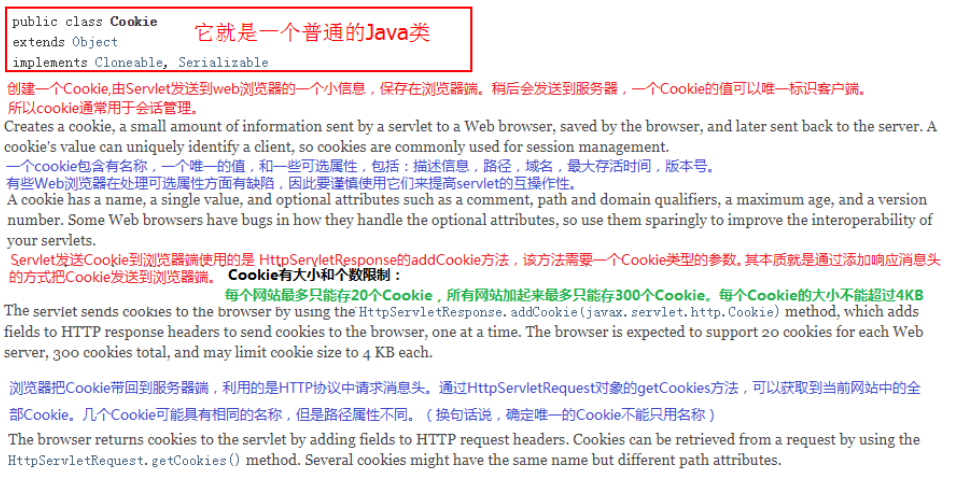 public class Cookie
extends Object
implements Cloneable, Serializable
它就是一个普通的Java类
创建一个Cookie,由Servlet发送到web浏览器的一个小信息，保存在浏览器端。稍后会发送到服务器，一个Cookie的值可以唯一标识客户端。
所以cookie通常用于会话管理。
Creates a cookie, a small amount of information sent by a servlet to a Web browser, saved by the browser, and later sent back to the server. A
cookie's value can uniquely identify a client, so cookies are commonly used for session management.
一个cookie包含有名称，一个唯一的值，和一些可选属性，包括：描述信息，路径，域名，最大存活时间，版本号。
有些Web浏览器在处理可选属性方面有缺陷，因此要谨慎使用它们来提高servlet的互操作性。
A cookie has a name, a single value, and optional attributes such as a comment, path and domain qualifiers, a maximum age, and a version
number. Some Web browsers have bugs in how they handle the optional attributes, so use them sparingly to improve the interoperability of
your servlets.
Servlet发送Cookie到浏览器端使用的是 HttpServletResponse的addCookie方法，该方法需要一个Cookie类型的参数。其本质就是通过添加响应消息头
的方式把Cookie发送到浏览器端。
Cookie有大小和个数限制：
每个网站最多只能存20个Cookie，所有网站加起来最多只能存300个Cookie。每个Cookie的大小不能超过4KB
The servlet sends cookies to the browser by using the HttpServletResponse.addCookie(javax.servlet.http.Cookie) method, which adds
fields to HTTP response headers to send cookies to the browser, one at a time. The browser is expected to support 20 cookies for each Web
server, 300 cookies total, and may limit cookie size to 4 KB each.
浏览器把Cookie带回到服务器端，利用的是HTTP协议中请求消息头。通过HttpServletRequest对象的getCookies方法，可以获取到当前网站中的全
部Cookie。几个Cookie可能具有相同的名称，但是路径属性不同。（换句话说，确定唯一的Cookie不能只用名称）
The browser returns cookies to the servlet by adding fields to HTTP request headers. Cookies can be retrieved from a request by using the
HttpServletRequest.getCookies() method. Several cookies might have the same name but different path attributes.